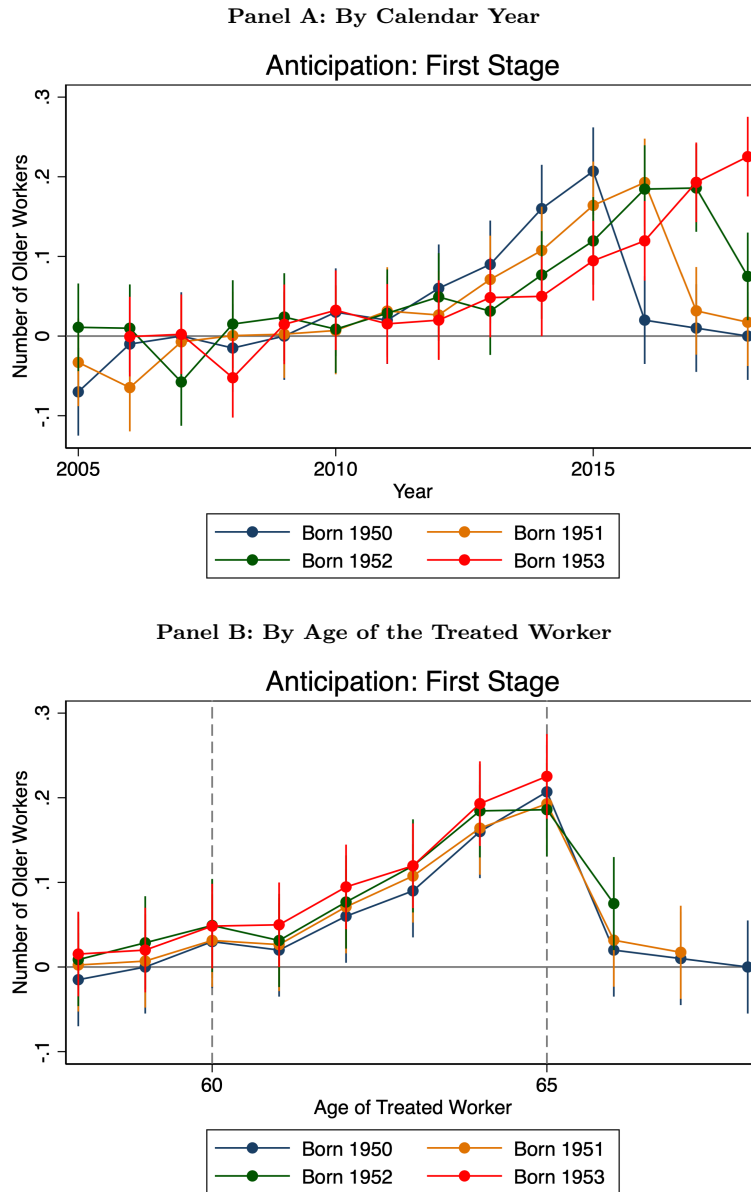 Panel A: By Calendar Year
Anticipation: First Stage
Number of Older Workers
.3
.2
.1
0
-.1
2005 2010 2015
Year
Born 1950 Born 1951
Born 1952 Born 1953
Panel B: By Age of the Treated Worker
Anticipation: First Stage
Number of Older Workers
.3
.2
.1
0
-.1
60 65
Age of Treated Worker
Born 1950 Born 1951
Born 1952 Born 1953